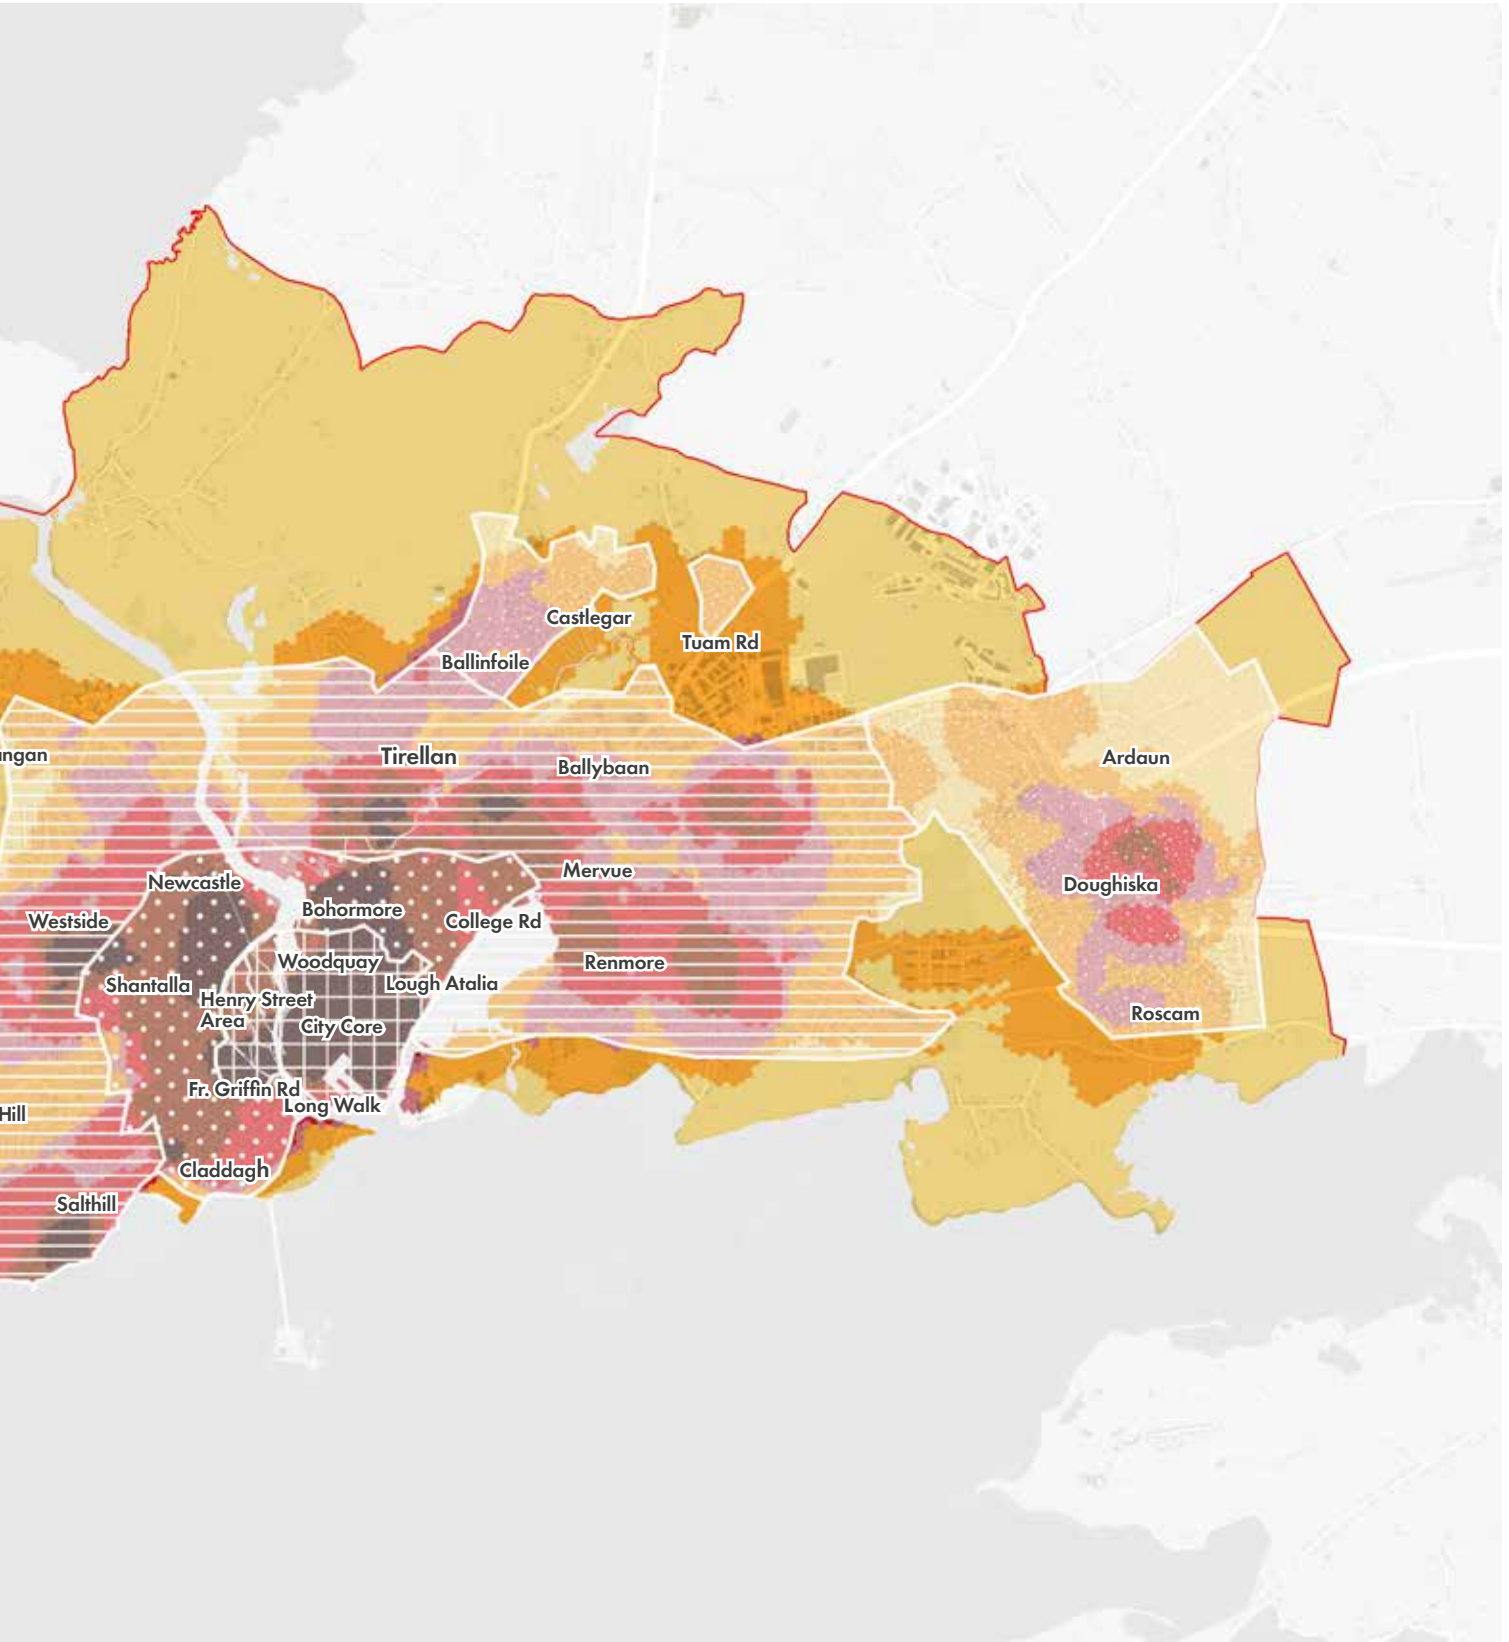 Castlegar
Tuam Rd
Ballinfoile
Tirellan
Ballybaan
Ardaun
Mervue
Newcastle
Doughiska
Bohormore
Westside
College Rd
Woodquay
Renmore
Shantalla
Lough Atalia
Henry Street
Area
City Core
Roscam
Fr. Griffin Rd
Long Walk
Hill
Claddagh
Salthill